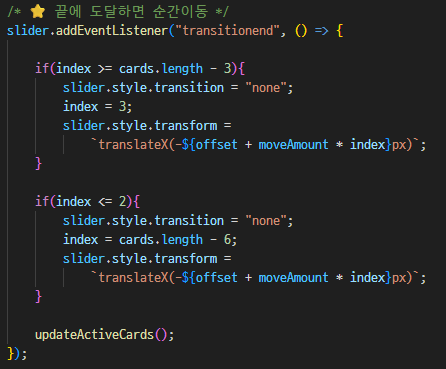 /* ⭐ 끝에 도달하면 순간이동 */
slider.addEventListener("transitionend", () => {
if(index >= cards.length - 3){
slider.style.transition = "none";
index = 3;
slider.style.transform =
`translateX(-${offset + moveAmount * index}px)`;
}
if(index <= 2){
slider.style.transition = "none";
index = cards.length - 6;
slider.style.transform =
`translateX(-${offset + moveAmount * index}px)`;
}
updateActiveCards();
});